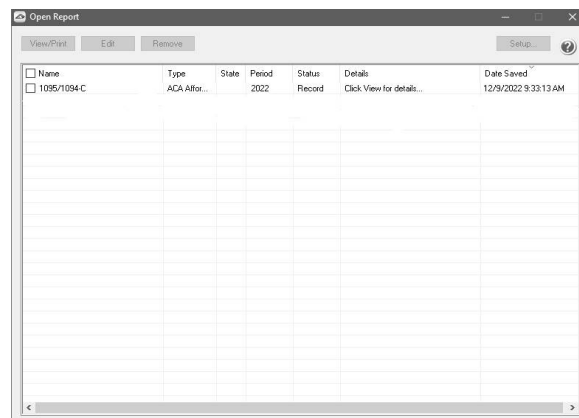 Open Report
View/Print Edit Remove Setup...
Name Type State Period Status Details Date Saved
1095/1094-C ACA Affor... 2022 Record Click View for details... 12/9/2022 9:33:13 AM